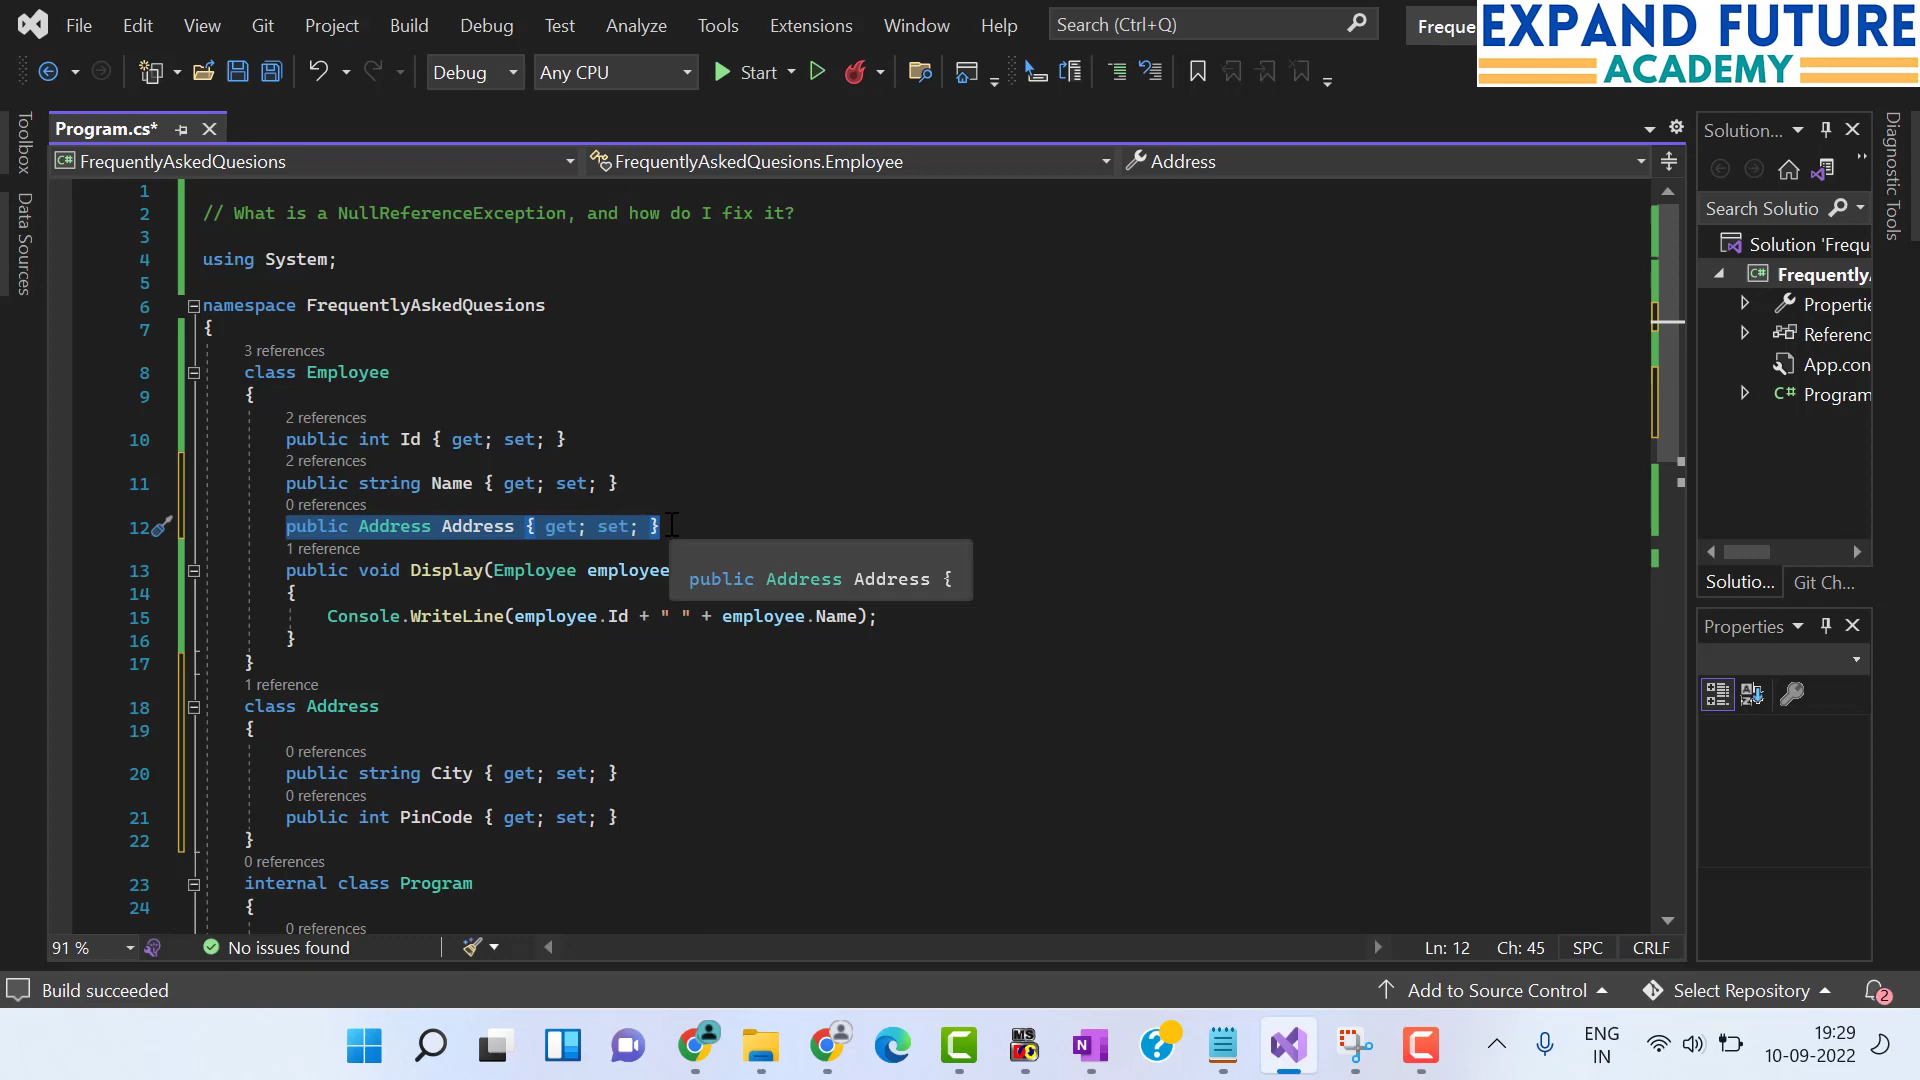 File Edit View Git Project Build Debug Test Analyze Tools Extensions Window Help Search (Ctrl+Q) Freque
EXPAND FUTURE
ACADEMY
Debug Any CPU Start
Toolbox
Data Sources
Program.cs*
FrequentlyAskedQuesions FrequentlyAskedQuesions.Employee Address
1
2 // What is a NullReferenceException, and how do I fix it?
3
4 using System;
5
6 namespace FrequentlyAskedQuesions
7 {
3 references
8 class Employee
9 {
2 references
10 public int Id { get; set; }
2 references
11 public string Name { get; set; }
0 references
12 public Address Address { get; set; }
1 reference
13 public void Display(Employee employee
public Address Address {
14 {
15 Console.WriteLine(employee.Id + " " + employee.Name);
16 }
17 }
1 reference
18 class Address
19 {
0 references
20 public string City { get; set; }
0 references
21 public int PinCode { get; set; }
22 }
0 references
23 internal class Program
24 {
0 references
91 % No issues found Ln: 12 Ch: 45 SPC CRLF
Solution...
Search Solutio
Solution 'Frequ
C# Frequently
Propertie
Referenc
App.con
C# Program
Solutio... Git Ch...
Properties
Diagnostic Tools
Build succeeded Add to Source Control Select Repository 2
MS
ENG
IN
19:29
10-09-2022